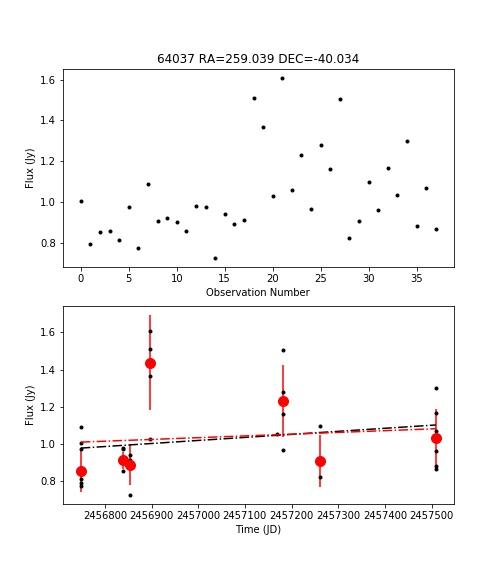 64037 RA=259.039 DEC=-40.034
1.6
1.4
1.2
1.0
0.8
Flux (Jy)
0 5 10 15 20 25 30 35
Observation Number
1.6
1.4
1.2
1.0
0.8
Flux (Jy)
2456800 2456900 2457000 2457100 2457200 2457300 2457400 2457500
Time (JD)